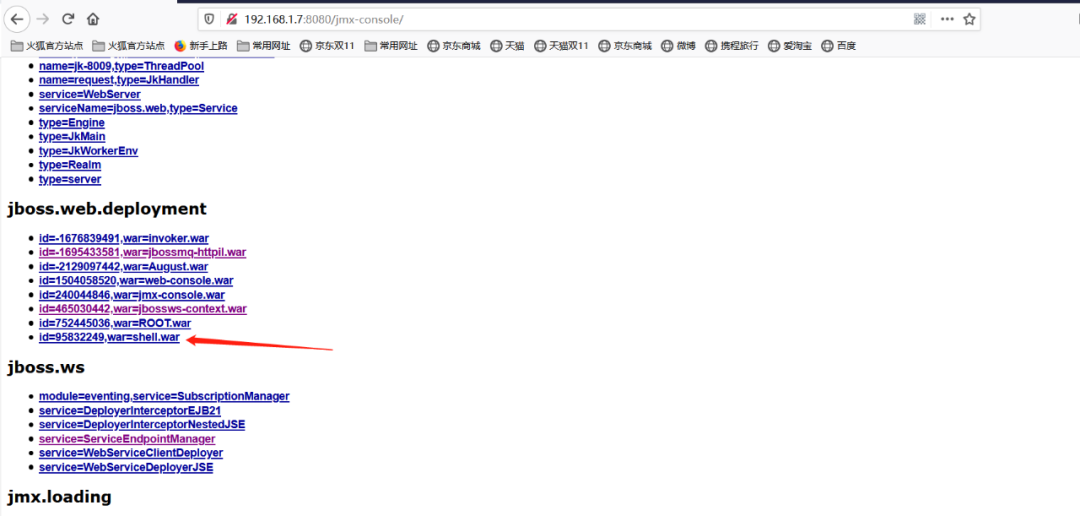 192.168.1.7:8080/jmx-console/
火狐官方站点 火狐官方站点 新手上路 常用网址 京东双11 常用网址 京东商城 天猫 天猫双11 京东商城 微博 携程旅行 爱淘宝 百度
name=jk-8009,type=ThreadPool
name=request,type=JkHandler
service=WebServer
serviceName=jboss.web,type=Service
type=Engine
type=JkMain
type=JkWorkerEnv
type=Realm
type=server
jboss.web.deployment
id=-1676839491,war=invoker.war
id=-1695433581,war=jbossmq-httpil.war
id=-2129097442,war=August.war
id=1504058520,war=web-console.war
id=240044846,war=jmx-console.war
id=465030442,war=jbossws-context.war
id=752445036,war=ROOT.war
id=95832249,war=shell.war
jboss.ws
module=eventing,service=SubscriptionManager
service=DeployerInterceptorEJB21
service=DeployerInterceptorNestedJSE
service=ServiceEndpointManager
service=WebServiceClientDeployer
service=WebServiceDeployerJSE
jmx.loading